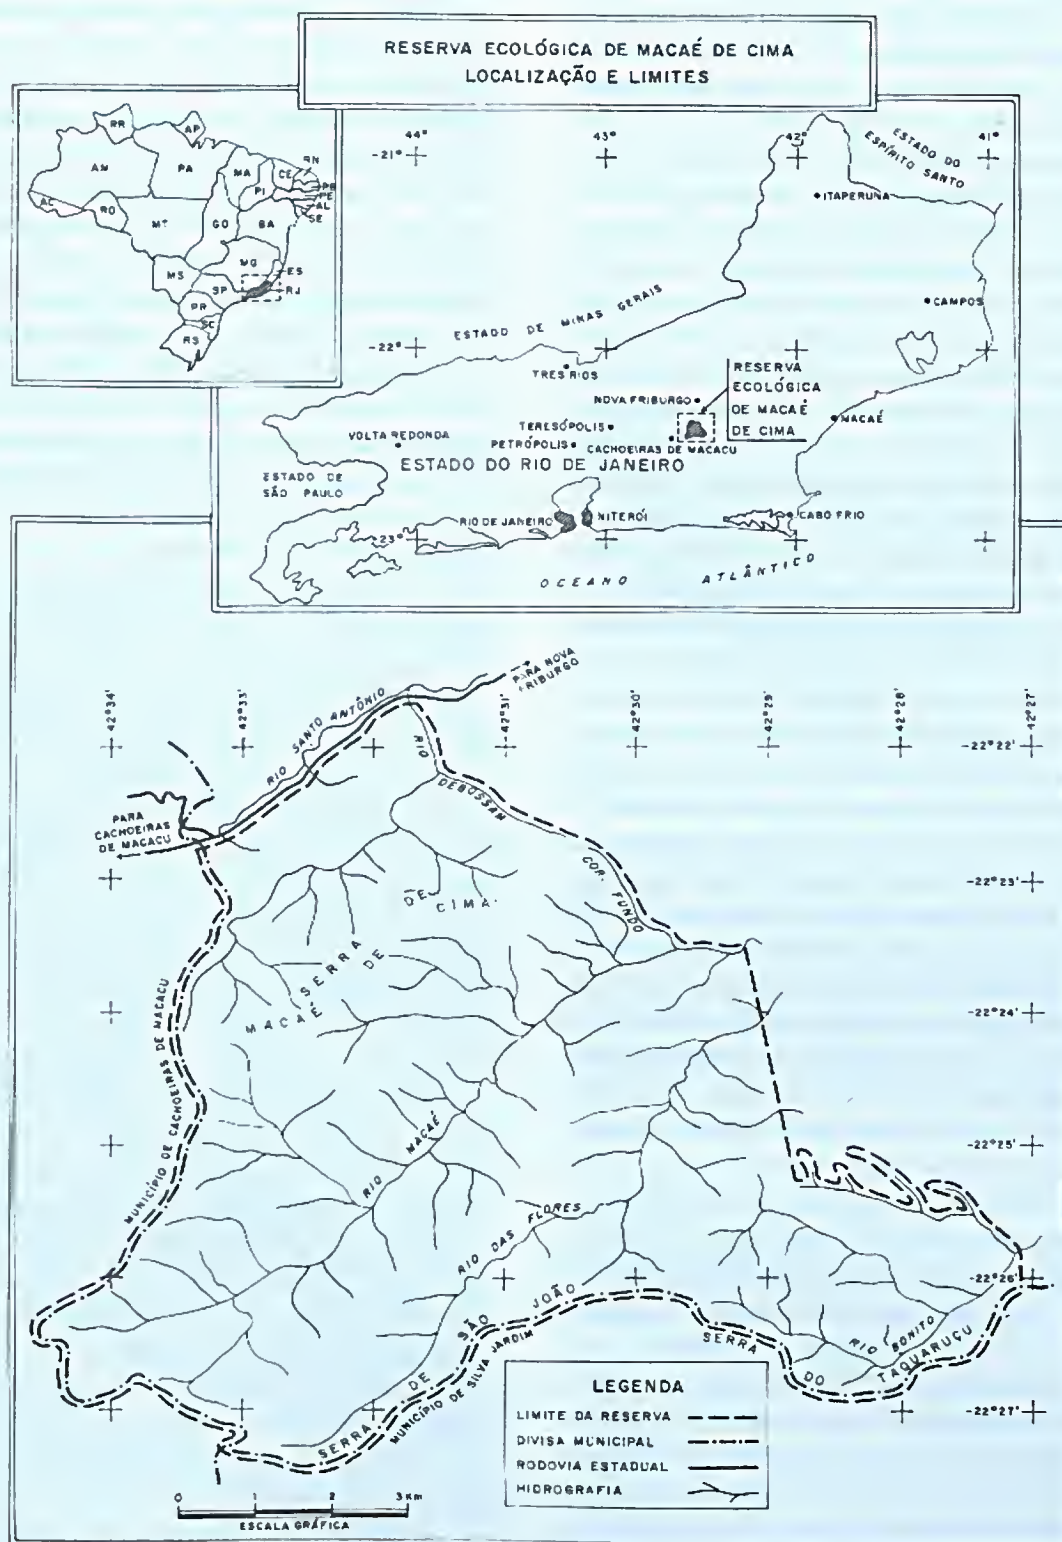 RESERVA ECOLÓGICA DE MACAÉ DE CIMA
LOCALIZAÇÃO E LIMITES
RR
AP
AM
PA
MA
CE
RN
PB
PE
AL
SE
PI
AC
RO
MT
GO
BA
MG
MS
SP
ES
RJ
PR
SC
RS
44°
43°
42°
41°
-21°
ESTADO DO
ESPÍRITO SANTO
ITAPERUNA
CAMPOS
ESTADO DE MINAS GERAIS
-22°
TRES RIOS
RESERVA
ECOLÓGICA
DE MACAÉ
DE CIMA
NOVA FRIBURGO
MACAÉ
TERESÓPOLIS
VOLTA REDONDA
PETRÓPOLIS
CACHOEIRAS DE MACACU
ESTADO DO RIO DE JANEIRO
ESTADO DE
SÃO PAULO
RIO DE JANEIRO
NITERÓI
CABO FRIO
-23°
OCEANO ATLÂNTICO
PARA NOVA
FRIBURGO
42°34'
42°33'
42°31'
42°30'
42°29'
42°28'
42°27'
RIO SANTO ANTÔNIO
-22°22'
RIO DEBOSSAM
PARA
CACHOEIRAS
DE MACACU
COR. FUNDO
-22°23'
SERRA DE
MACAÉ DE CIMA
-22°24'
MUNICÍPIO DE CACHOEIRAS DE MACACU
RIO MACAÉ
-22°25'
RIO DAS FLORES
-22°26'
SERRA DE SÃO JOÃO
MUNICÍPIO DE SILVA JARDIM
SERRA DO TAQUARUÇU
RIO BONITO
-22°27'
LEGENDA
LIMITE DA RESERVA
DIVISA MUNICIPAL
RODOVIA ESTADUAL
HIDROGRAFIA
0 1 2 3 Km
ESCALA GRÁFICA